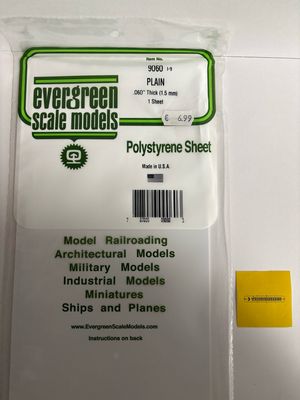 Item No.
9060
PLAIN
.060" Thick (1.5 mm)
1 Sheet
€ 6.99
evergreen
scale models
Polystyrene Sheet
Made in U.S.A.
Model Railroading
Architectural Models
Military Models
Industrial Models
Miniatures
Ships and Planes
www.EvergreenScaleModels.com
Instructions on back